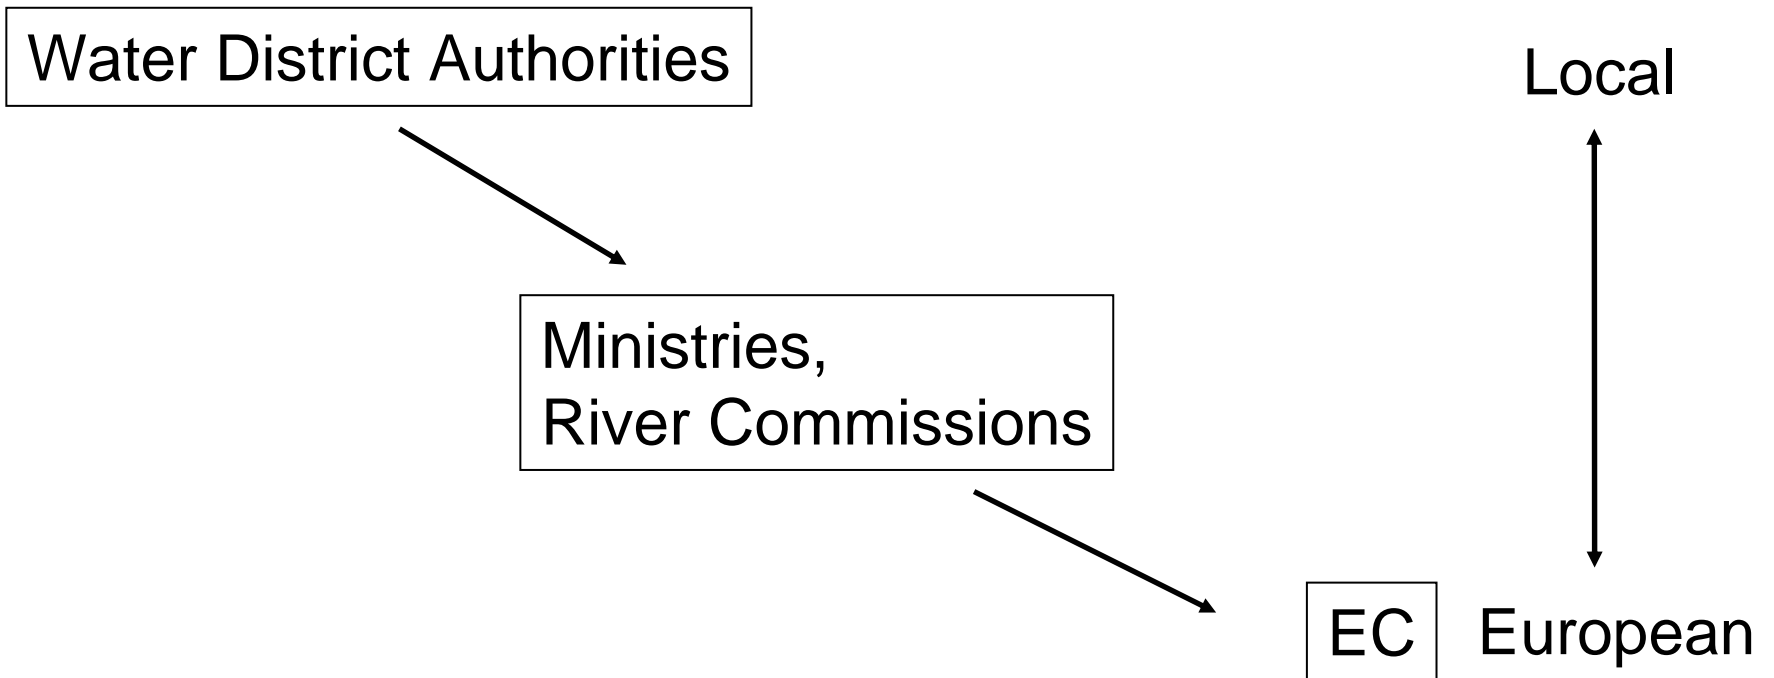 Water District Authorities
Local
Ministries,
River Commissions
EC
European